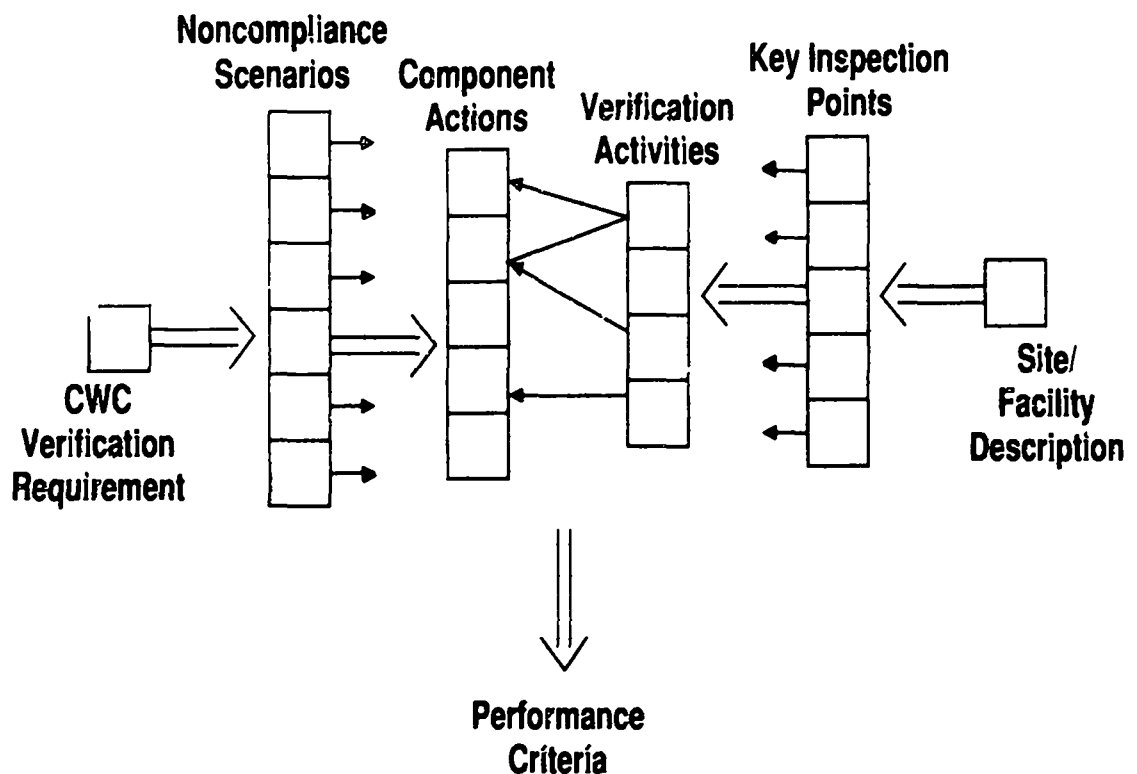 Noncompliance
Scenarios
Component
Actions
Verification
Activities
Key Inspection
Points
CWC
Verification
Requirement
Site/
Facility
Description
Performance
Criteria